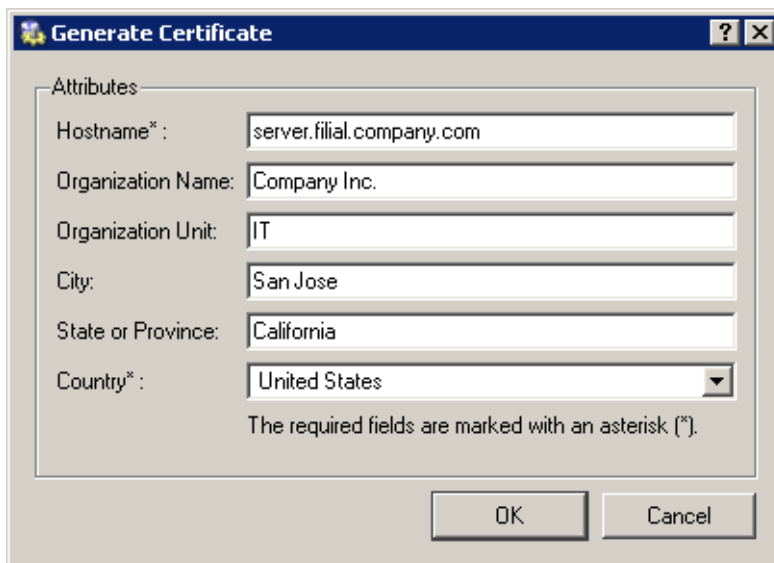 Generate Certificate
Attributes
Hostname* : server.filial.company.com
Organization Name: Company Inc.
Organization Unit: IT
City: San Jose
State or Province: California
Country* : United States
The required fields are marked with an asterisk (*).
OK Cancel